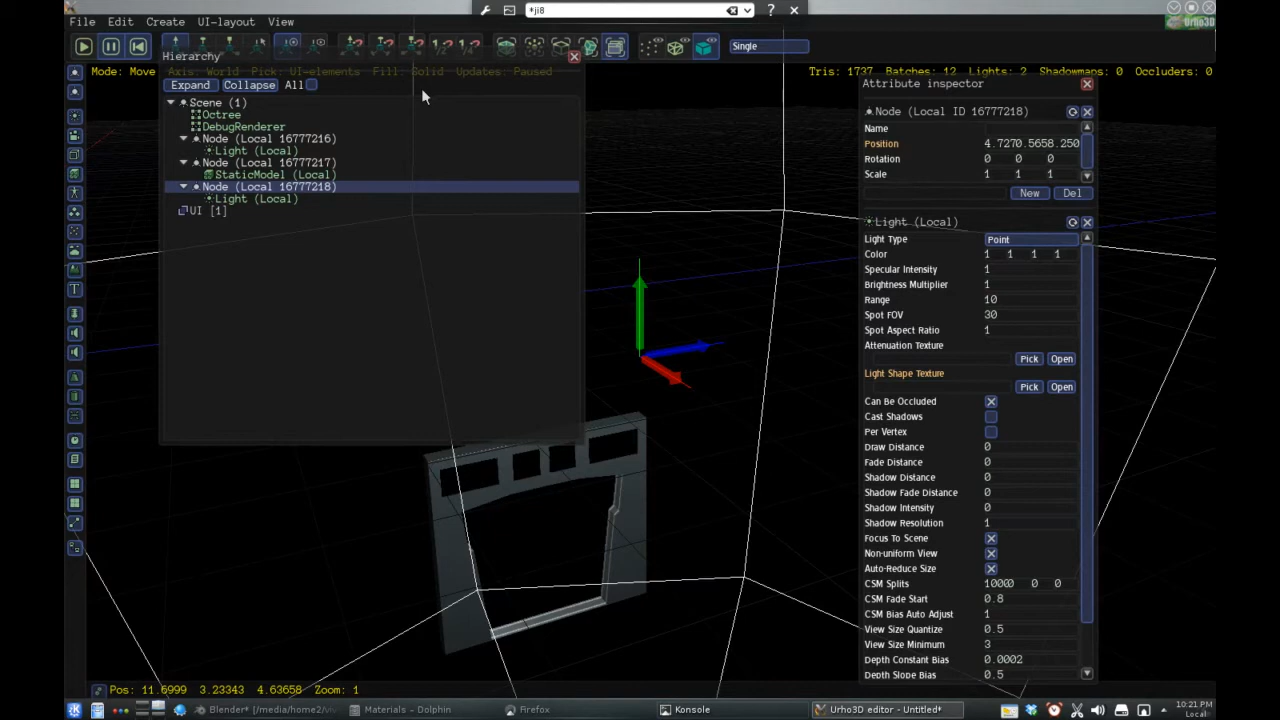 *ji8
File Edit Create UI-layout View
Urho3D
Single
Hierarchy
Mode: Move Axis: World Pick: UI-elements Fill: Solid Updates: Paused
Tris: 1737 Batches: 12 Lights: 2 Shadowmaps: 0 Occluders: 0
Expand Collapse All
Scene (1)
Octree
DebugRenderer
Node (Local 16777216)
Light (Local)
Node (Local 16777217)
StaticModel (Local)
Node (Local 16777218)
Light (Local)
UI [1]
Attribute inspector
Node (Local ID 16777218)
Name
Position 4.7270.5658.250
Rotation 0 0 0
Scale 1 1 1
New Del
Light (Local)
Light Type Point
Color 1 1 1 1
Specular Intensity 1
Brightness Multiplier 1
Range 10
Spot FOV 30
Spot Aspect Ratio 1
Attenuation Texture
Pick Open
Light Shape Texture
Pick Open
Can Be Occluded
Cast Shadows
Per Vertex
Draw Distance 0
Fade Distance 0
Shadow Distance 0
Shadow Fade Distance 0
Shadow Intensity 0
Shadow Resolution 1
Focus To Scene
Non-uniform View
Auto-Reduce Size
CSM Splits 1000 0 0
CSM Fade Start 0.8
CSM Bias Auto Adjust 1
View Size Quantize 0.5
View Size Minimum 3
Depth Constant Bias 0.0002
Depth Slope Bias 0.5
Pos: 11.6999 3.23343 4.63658 Zoom: 1
Blender* [/media/home2/vi
Materials - Dolphin
Firefox
Konsole
Urho3D editor - Untitled*
10:21 PM
Local